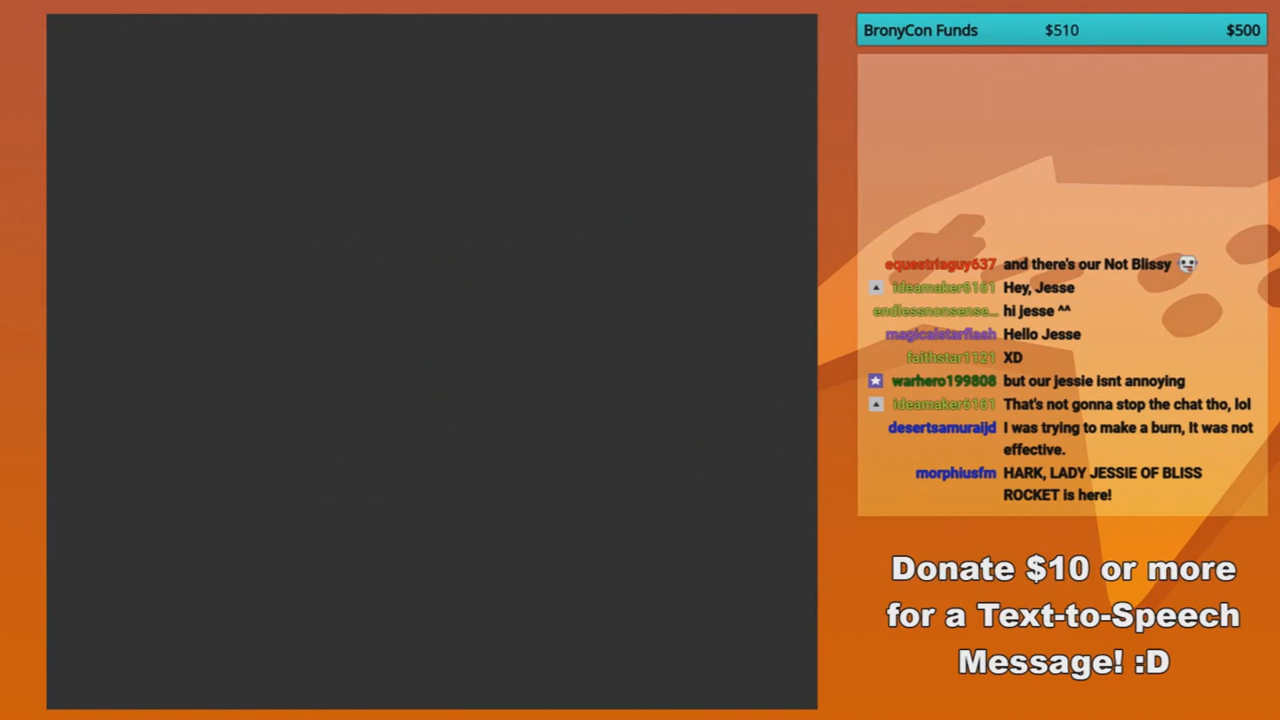 BronyCon Funds $510 $500
equestriaguy637 and there's our Not Blissy
ideamaker6161 Hey, Jesse
endlessnonsense... hi jesse ^^
magicalstarflash Hello Jesse
faithstar1121 XD
warhero199808 but our jessie isnt annoying
ideamaker6161 That's not gonna stop the chat tho, lol
desertsamuraijd I was trying to make a burn, It was not
effective.
morphiusfm HARK, LADY JESSIE OF BLISS
ROCKET is here!
Donate $10 or more
for a Text-to-Speech
Message! :D